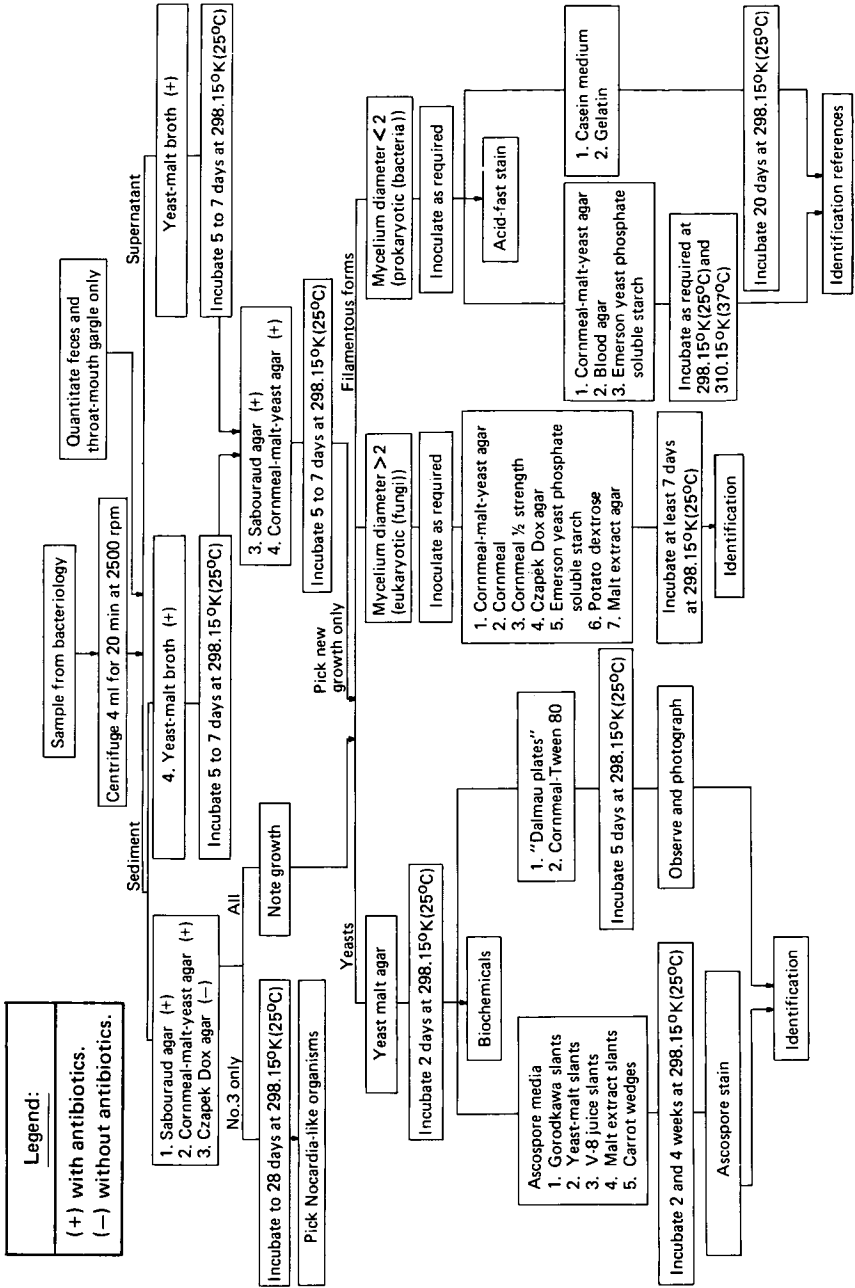 Legend:
(+) with antibiotics.
(−) without antibiotics.
Sample from bacteriology
Centrifuge 4 ml for 20 min at 2500 rpm
Quantitate feces and
throat-mouth gargle only
Sediment
Supernatant
1. Sabouraud agar (+)
2. Cornmeal-malt-yeast agar (+)
3. Czapek Dox agar (−)
4. Yeast-malt broth (+)
Yeast-malt broth (+)
Incubate 5 to 7 days at 298.15°K(25°C)
Incubate 5 to 7 days at 298.15°K(25°C)
No.3 only
All
Incubate to 28 days at 298.15°K(25°C)
Note growth
Pick Nocardia-like organisms
3. Sabouraud agar (+)
4. Cornmeal-malt-yeast agar (+)
Incubate 5 to 7 days at 298.15°K(25°C)
Pick new
growth only
Yeasts
Filamentous forms
Yeast malt agar
Incubate 2 days at 298.15°K(25°C)
Biochemicals
Ascospore media
1. Gorodkawa slants
2. Yeast-malt slants
3. V-8 juice slants
4. Malt extract slants
5. Carrot wedges
Incubate 2 and 4 weeks at 298.15°K(25°C)
Ascospore stain
1. "Dalmau plates"
2. Cornmeal-Tween 80
Incubate 5 days at 298.15°K(25°C)
Observe and photograph
Identification
Mycelium diameter >2
(eukaryotic (fungi))
Inoculate as required
1. Cornmeal-malt-yeast agar
2. Cornmeal
3. Cornmeal ½ strength
4. Czapek Dox agar
5. Emerson yeast phosphate
soluble starch
6. Potato dextrose
7. Malt extract agar
Incubate at least 7 days
at 298.15°K(25°C)
Identification
Mycelium diameter <2
(prokaryotic (bacteria))
Inoculate as required
Acid-fast stain
1. Cornmeal-malt-yeast agar
2. Blood agar
3. Emerson yeast phosphate
soluble starch
Incubate as required at
298.15°K(25°C) and
310.15°K(37°C)
1. Casein medium
2. Gelatin
Incubate 20 days at 298.15°K(25°C)
Identification references